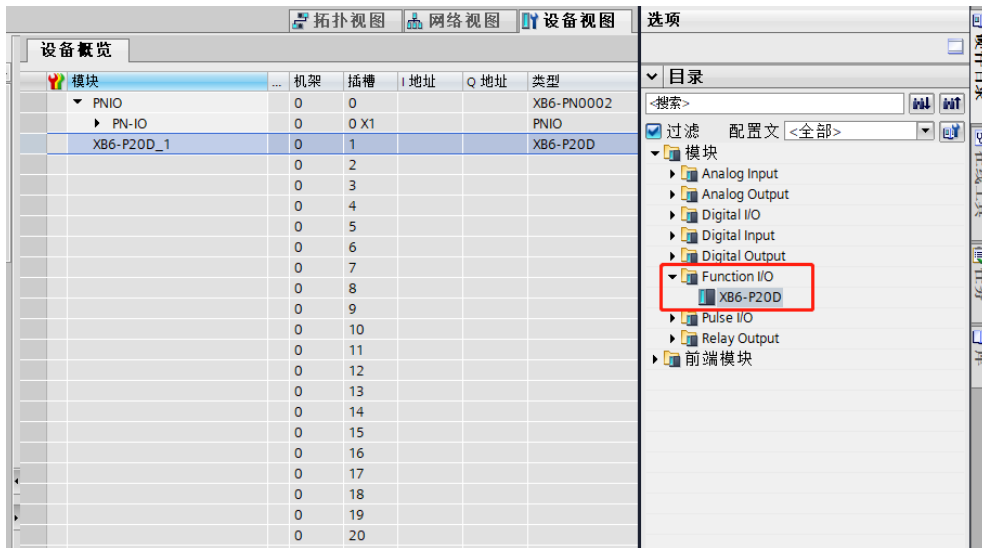 拓扑视图 网络视图 设备视图 选项
设备概览
目录
模块 ... 机架 插槽 I 地址 Q 地址 类型
PNIO 0 0 XB6-PN0002
PN-IO 0 0 X1 PNIO
XB6-P20D_1 0 1 XB6-P20D
0 2
0 3
0 4
0 5
0 6
0 7
0 8
0 9
0 10
0 11
0 12
0 13
0 14
0 15
0 16
0 17
0 18
0 19
0 20
<搜索>
过滤 配置文 <全部>
模块
Analog Input
Analog Output
Digital I/O
Digital Input
Digital Output
Function I/O
XB6-P20D
Pulse I/O
Relay Output
前端模块